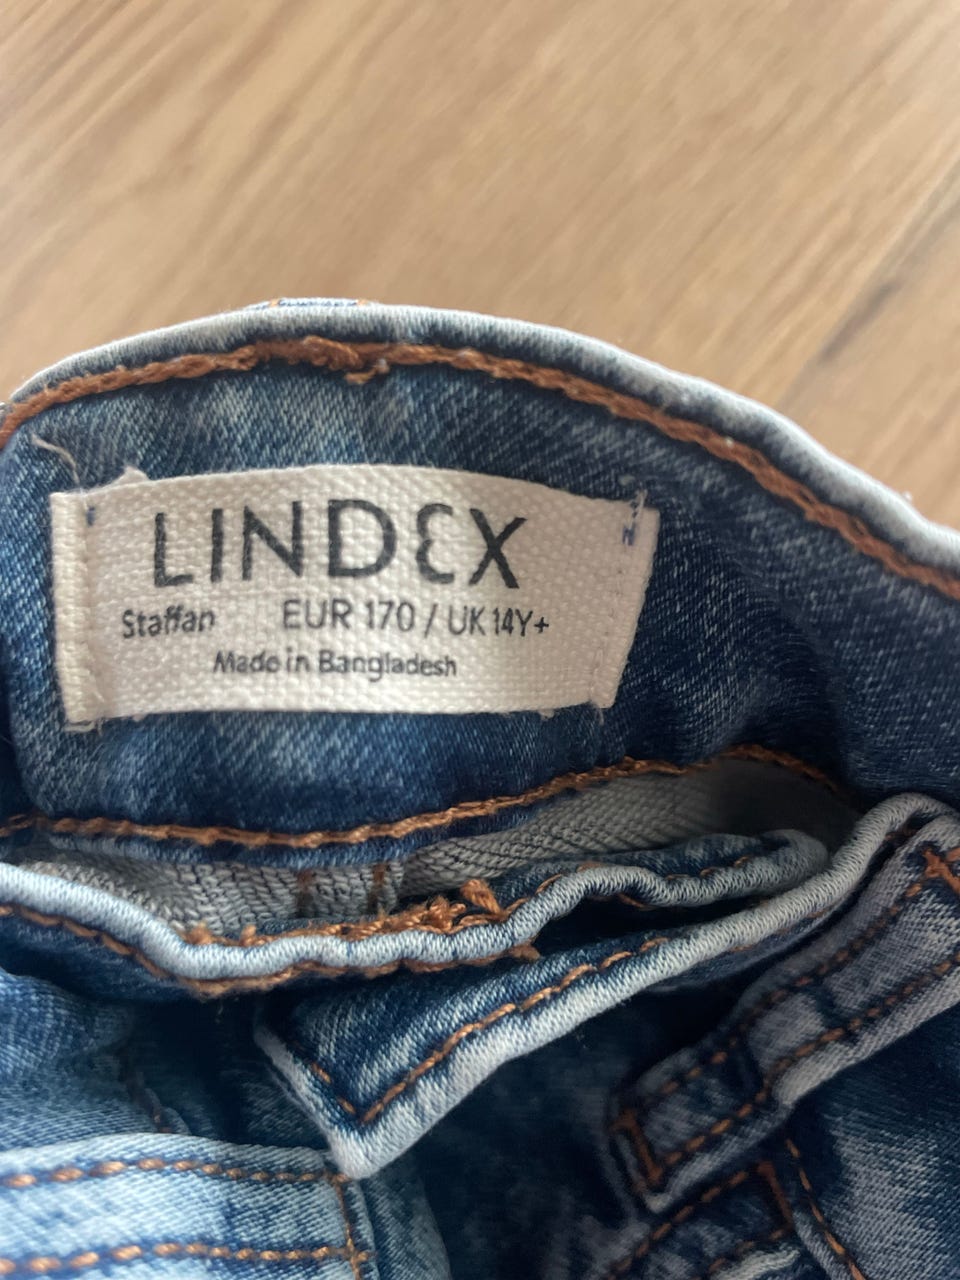 LINDEX
Staffan EUR 170 / UK 14Y+
Made in Bangladesh